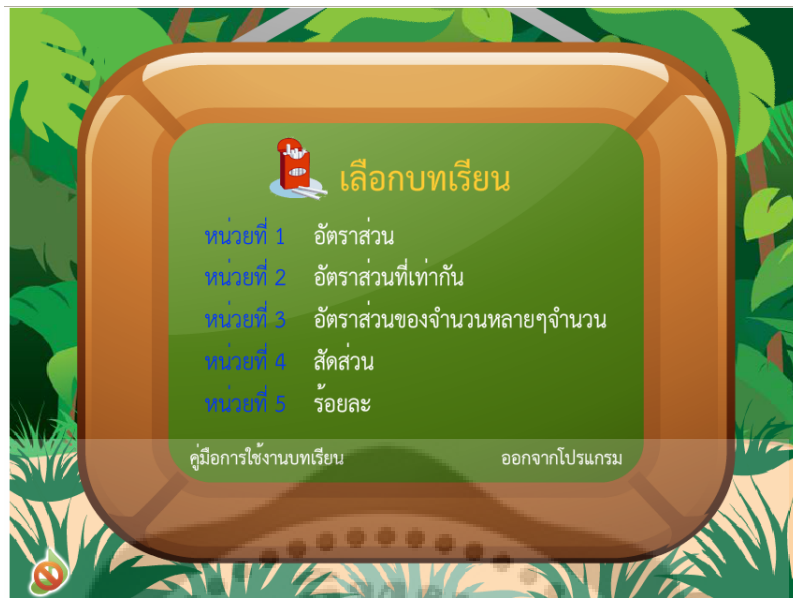 เลือกบทเรียน
หน่วยที่ 1 อัตราส่วน
หน่วยที่ 2 อัตราส่วนที่เท่ากัน
หน่วยที่ 3 อัตราส่วนของจำนวนหลายๆจำนวน
หน่วยที่ 4 สัดส่วน
หน่วยที่ 5 ร้อยละ
คู่มือการใช้งานบทเรียน ออกจากโปรแกรม